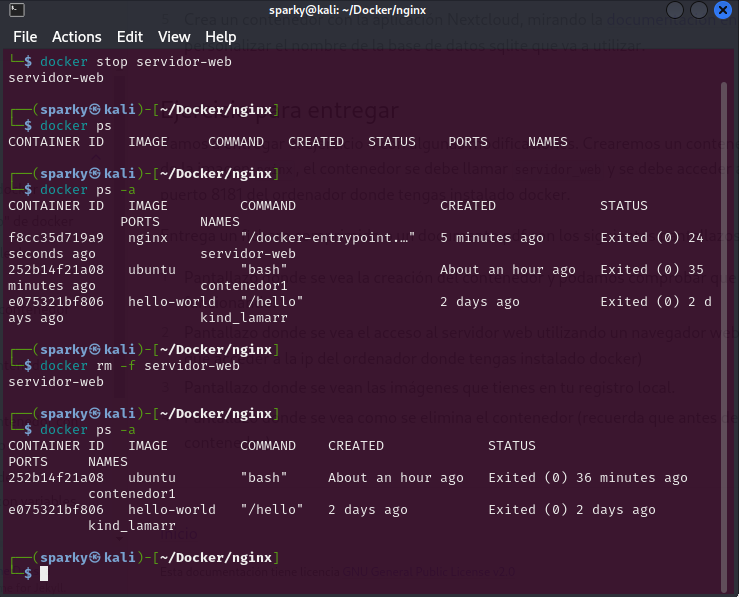 sparky@kali: ~/Docker/nginx
File Actions Edit View Help
└─$ docker stop servidor-web
servidor-web
┌──(sparky㉿kali)-[~/Docker/nginx]
└─$ docker ps
CONTAINER ID   IMAGE     COMMAND   CREATED   STATUS    PORTS     NAMES
┌──(sparky㉿kali)-[~/Docker/nginx]
└─$ docker ps -a
CONTAINER ID   IMAGE         COMMAND                  CREATED             STATUS
              PORTS     NAMES
f8cc35d719a9   nginx         "/docker-entrypoint.…"   5 minutes ago       Exited (0) 24
seconds ago             servidor-web
252b14f21a08   ubuntu        "bash"                   About an hour ago   Exited (0) 35
minutes ago             contenedor1
e075321bf806   hello-world   "/hello"                 2 days ago          Exited (0) 2 d
ays ago                 kind_lamarr
┌──(sparky㉿kali)-[~/Docker/nginx]
└─$ docker rm -f servidor-web
servidor-web
┌──(sparky㉿kali)-[~/Docker/nginx]
└─$ docker ps -a
CONTAINER ID   IMAGE         COMMAND    CREATED             STATUS
PORTS     NAMES
252b14f21a08   ubuntu        "bash"     About an hour ago   Exited (0) 36 minutes ago
          contenedor1
e075321bf806   hello-world   "/hello"   2 days ago          Exited (0) 2 days ago
          kind_lamarr
┌──(sparky㉿kali)-[~/Docker/nginx]
└─$